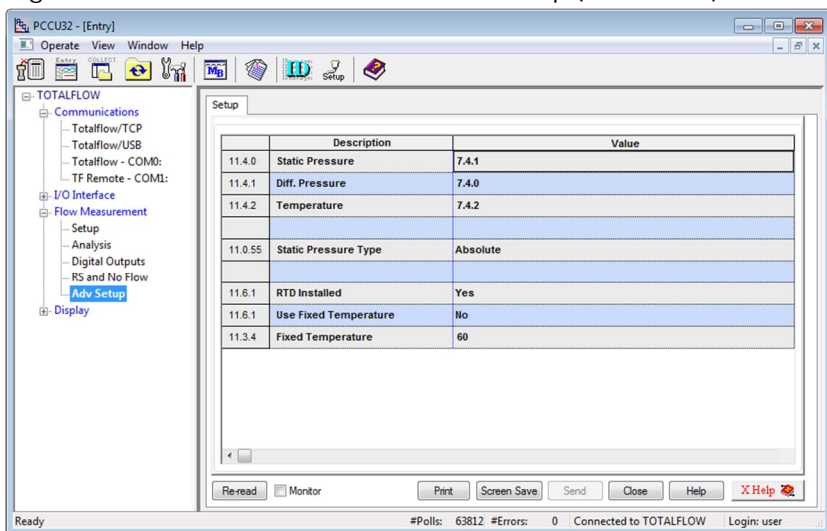 PCCU32 - [Entry]
Operate View Window Help
Entry COLLECT MB ID Setup
TOTALFLOW
Communications
Totalflow/TCP
Totalflow/USB
Totalflow - COM0:
TF Remote - COM1:
I/O Interface
Flow Measurement
Setup
Analysis
Digital Outputs
RS and No Flow
Adv Setup
Display
Setup
Description Value
11.4.0 Static Pressure 7.4.1
11.4.1 Diff. Pressure 7.4.0
11.4.2 Temperature 7.4.2
11.0.55 Static Pressure Type Absolute
11.6.1 RTD Installed Yes
11.6.1 Use Fixed Temperature No
11.3.4 Fixed Temperature 60
Re-read Monitor Print Screen Save Send Close Help X Help
Ready #Polls: 63812 #Errors: 0 Connected to TOTALFLOW Login: user